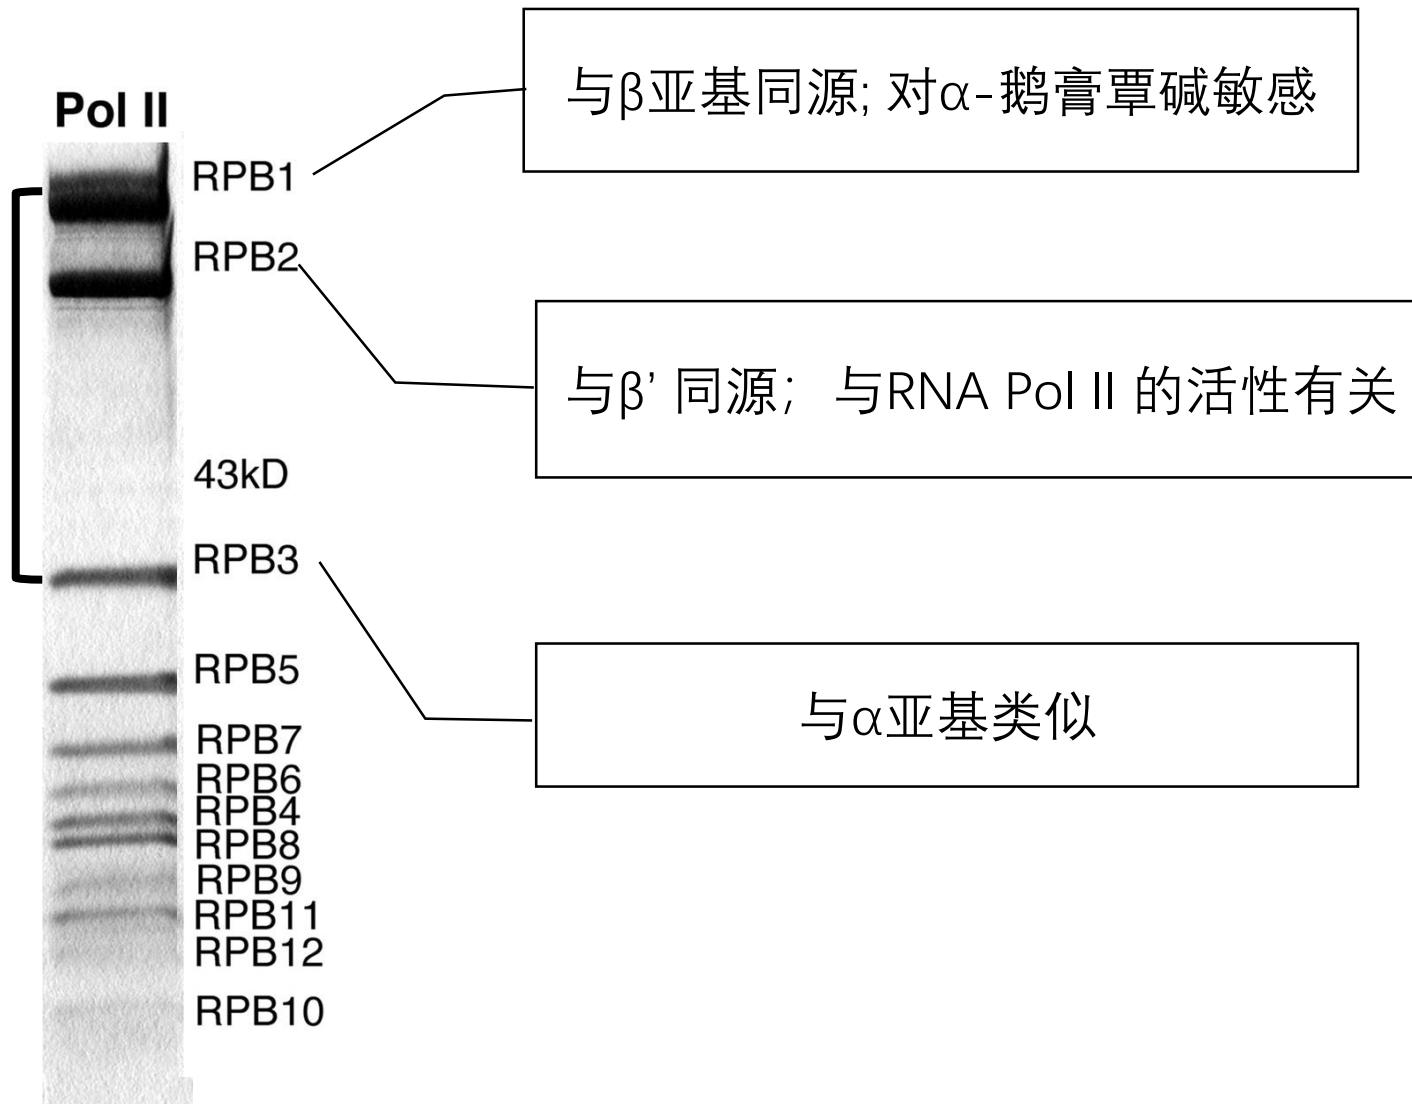 Pol II
RPB1
与β亚基同源; 对α-鹅膏蕈碱敏感
RPB2
与β’ 同源； 与RNA Pol II 的活性有关
43kD
RPB3
与α亚基类似
RPB5
RPB7
RPB6
RPB4
RPB8
RPB9
RPB11
RPB12
RPB10